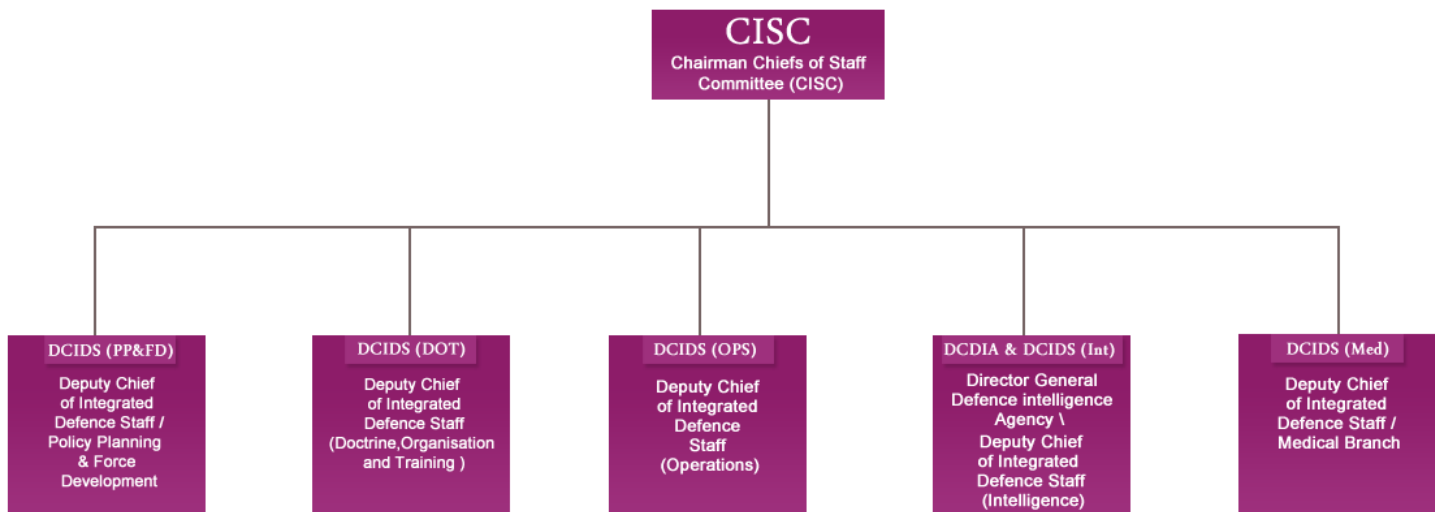 CISC
Chairman Chiefs of Staff
Committee (CISC)
DCIDS (PP&FD)
Deputy Chief
of Integrated
Defence Staff /
Policy Planning
& Force
Development
DCIDS (DOT)
Deputy Chief
of Integrated
Defence Staff
(Doctrine,Organisation
and Training )
DCIDS (OPS)
Deputy Chief
of Integrated
Defence
Staff
(Operations)
DCDIA & DCIDS (Int)
Director General
Defence intelligence
Agency \
Deputy Chief
of Integrated
Defence Staff
(Intelligence)
DCIDS (Med)
Deputy Chief
of Integrated
Defence Staff /
Medical Branch